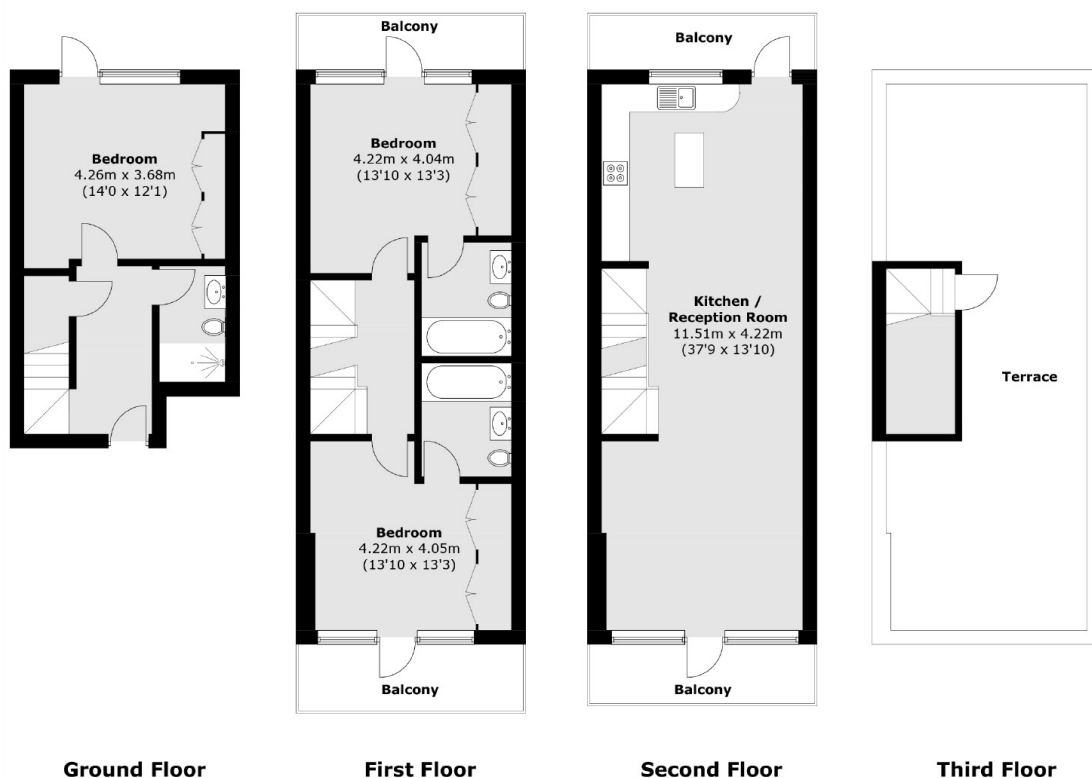 Balcony
Balcony
Bedroom
4.26m x 3.68m
(14'0 x 12'1)
Bedroom
4.22m x 4.04m
(13'10 x 13'3)
Kitchen /
Reception Room
11.51m x 4.22m
(37'9 x 13'10)
Terrace
Bedroom
4.22m x 4.05m
(13'10 x 13'3)
Balcony
Balcony
Ground Floor
First Floor
Second Floor
Third Floor